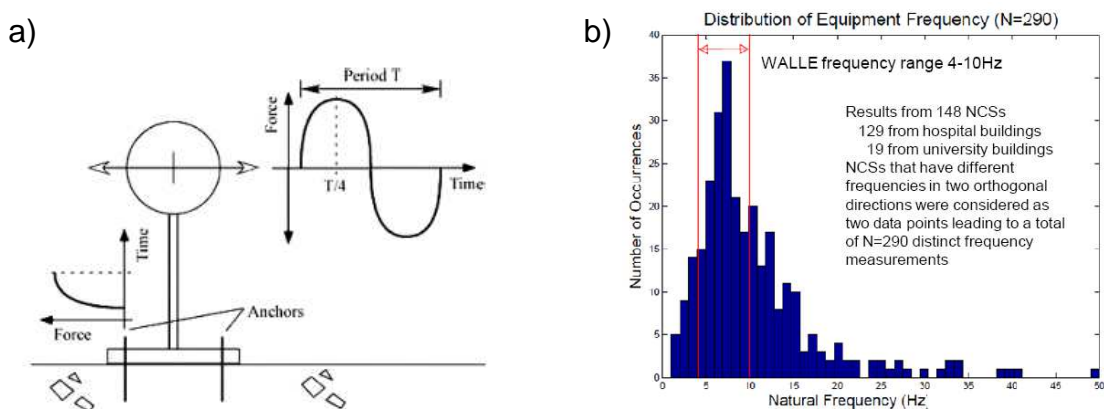 a)
Period T
Force
T/4
Time
Time
Force
Anchors
b)
Distribution of Equipment Frequency (N=290)
WALLE frequency range 4-10Hz
Results from 148 NCSs
129 from hospital buildings
19 from university buildings
NCSs that have different
frequencies in two orthogonal
directions were considered as
two data points leading to a total
of N=290 distinct frequency
measurements
Number of Occurrences
40
35
30
25
20
15
10
5
0
0 5 10 15 20 25 30 35 40 45 50
Natural Frequency (Hz)